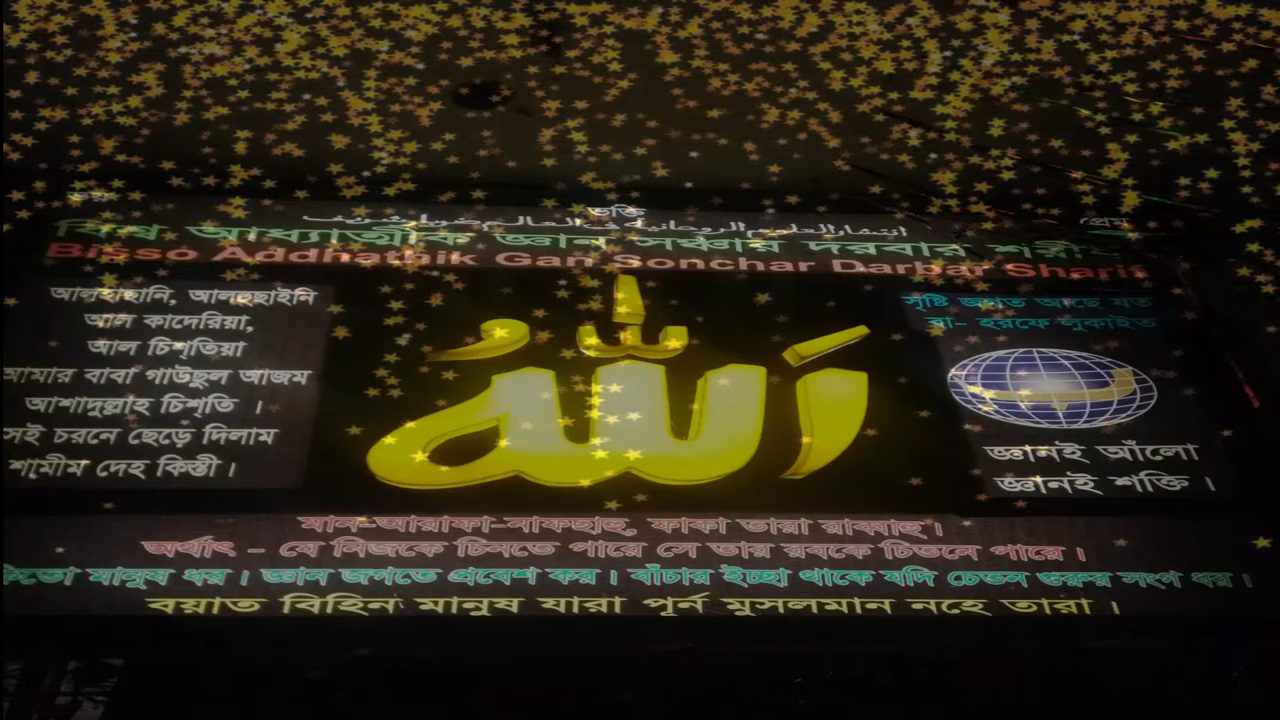 ভক্তি
প্রেম
বিশ্ব আধ্যাত্মীক জ্ঞান সঞ্চার দরবার শরীফ
Bisso Addhathik Gan Sonchar Darbar Sharif
আলহাছানি, আলহুছাইনি
আল কাদেরিয়া,
আল চিশ্তিয়া
আমার বাবা গাউছুল আজম
আশাদুল্লাহ চিশ্তি ।
সেই চরনে ছেড়ে দিলাম
শামীম দেহ কিস্তী ।
الله
সৃষ্টি জগত আছে যত
বা- হরফে লুকাইত
জ্ঞানই আঁলো
জ্ঞানই শক্তি ।
মান-আরাফা-নাফছাহু, ফাকা তারা রাব্বাহু ।
অর্থাৎ - যে নিজকে চিনতে পারে সে তার রবকে চিতনে পারে ।
মানুষ ধর । জ্ঞান জগতে প্রবেশ কর । বাঁচার ইচ্ছা থাকে যদি চেতন গুরুর সংগ ধর ।
বয়াত বিহিন মানুষ যারা পূর্ন মুসলমান নহে তারা ।